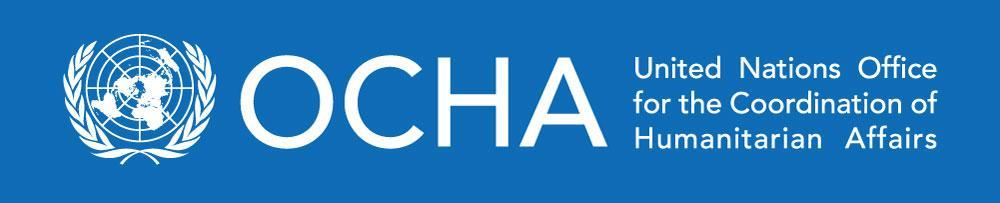 OCHA
United Nations Office
for the Coordination of
Humanitarian Affairs